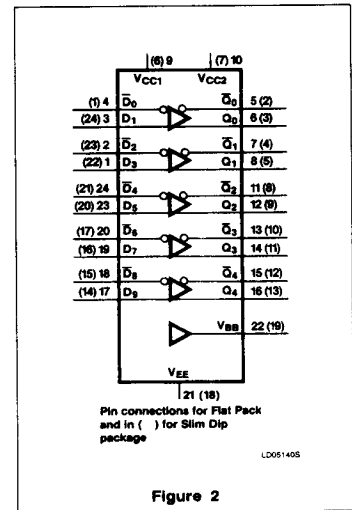 (6) 9 (7) 10
VCC1 VCC2
(1) 4 D̅0 Q̅0 5 (2)
(24) 3 D1 Q0 6 (3)
(23) 2 D̅2 Q̅1 7 (4)
(22) 1 D3 Q1 8 (5)
(21) 24 D̅4 Q̅2 11 (8)
(20) 23 D5 Q2 12 (9)
(17) 20 D̅6 Q̅3 13 (10)
(16) 19 D7 Q3 14 (11)
(15) 18 D̅8 Q̅4 15 (12)
(14) 17 D9 Q4 16 (13)
VBB 22 (19)
VEE
21 (18)
Pin connections for Flat Pack
and in ( ) for Slim Dip
package
LD05140S
Figure 2